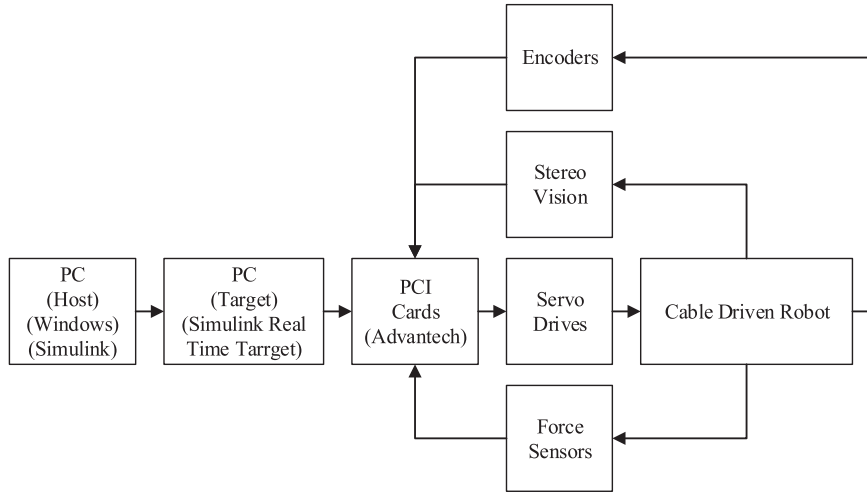 Encoders
Stereo
Vision
PC
(Host)
(Windows)
(Simulink)
PC
(Target)
(Simulink Real
Time Tarrget)
PCI
Cards
(Advantech)
Servo
Drives
Cable Driven Robot
Force
Sensors